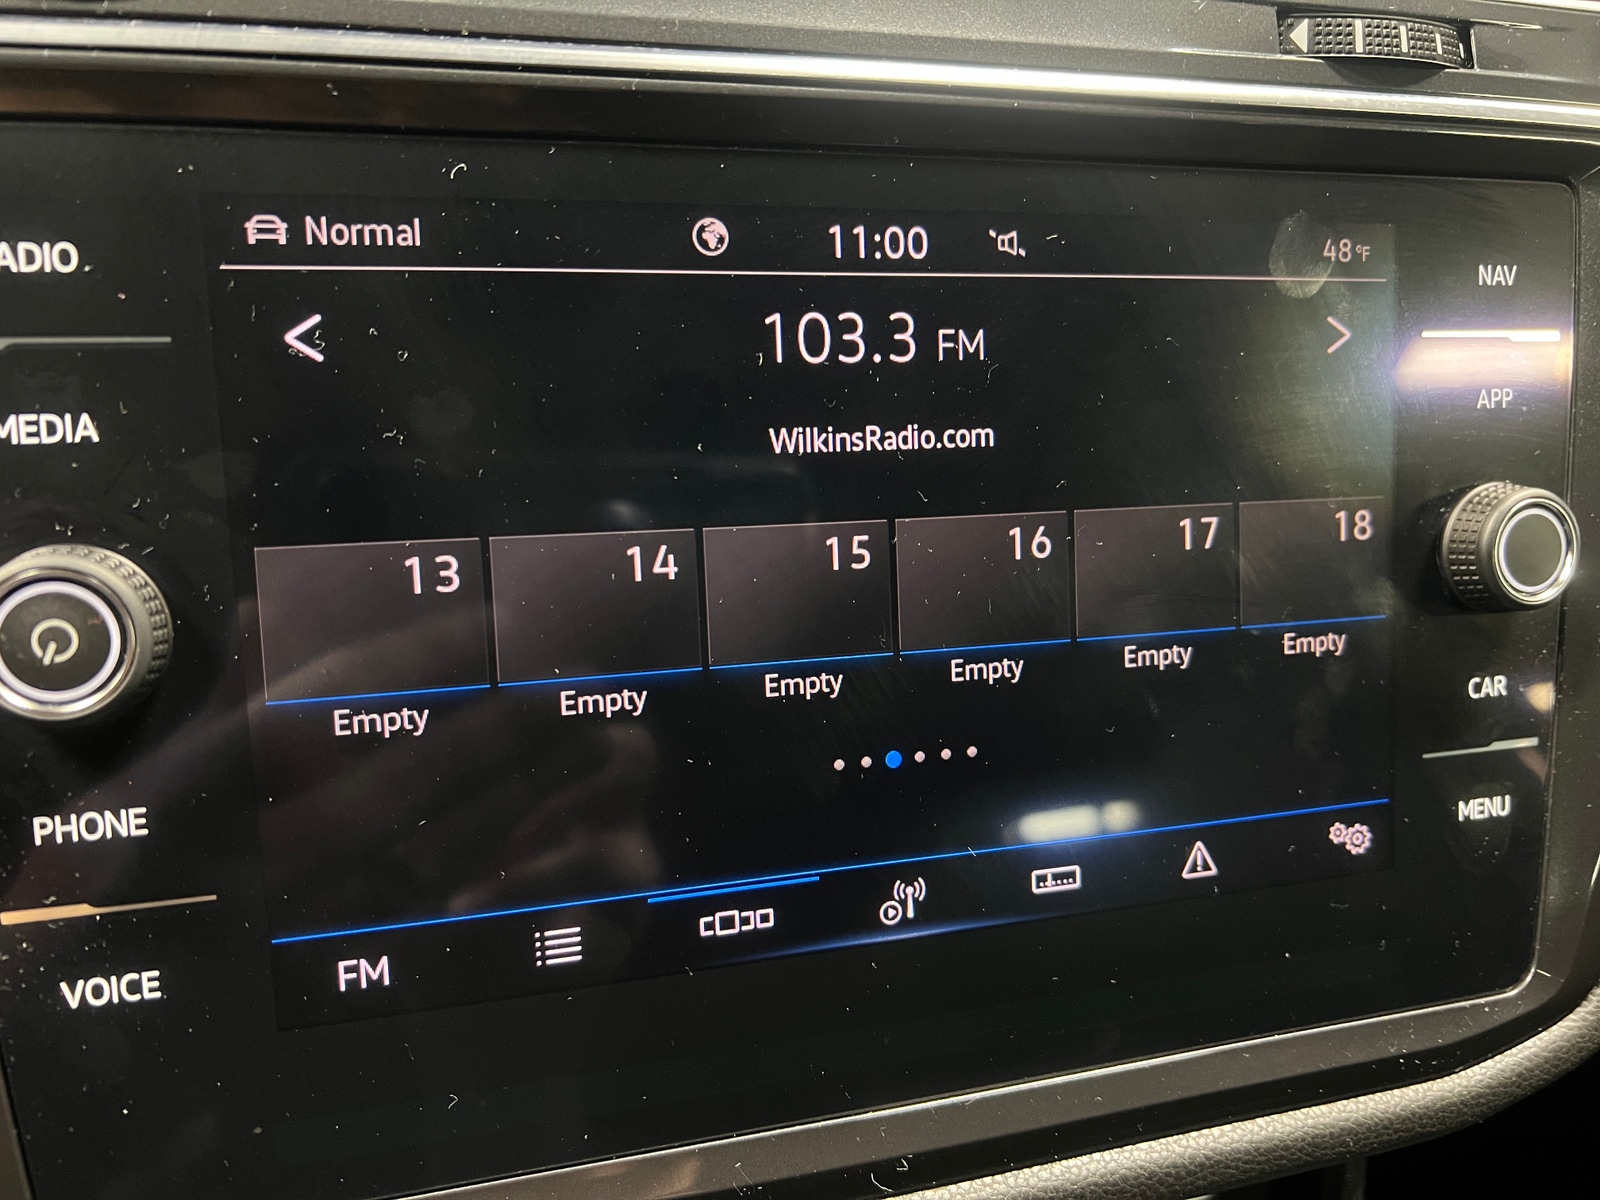 Normal 11:00 48°F
103.3 FM
WilkinsRadio.com
13 14 15 16 17 18
Empty Empty Empty Empty Empty Empty
FM
ADIO
MEDIA
PHONE
VOICE
NAV
APP
CAR
MENU